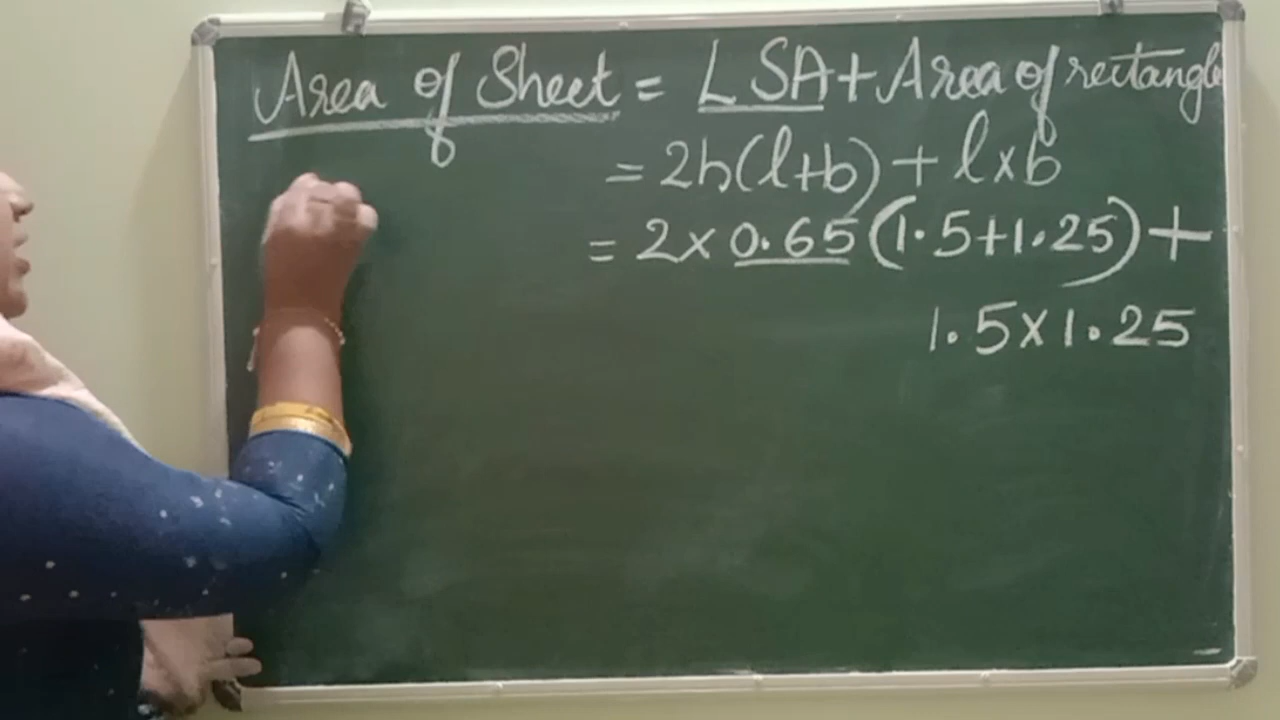 Area of Sheet = LSA + Area of rectangle
= 2h(l+b) + l×b
= 2×0.65(1.5+1.25)+
1.5×1.25